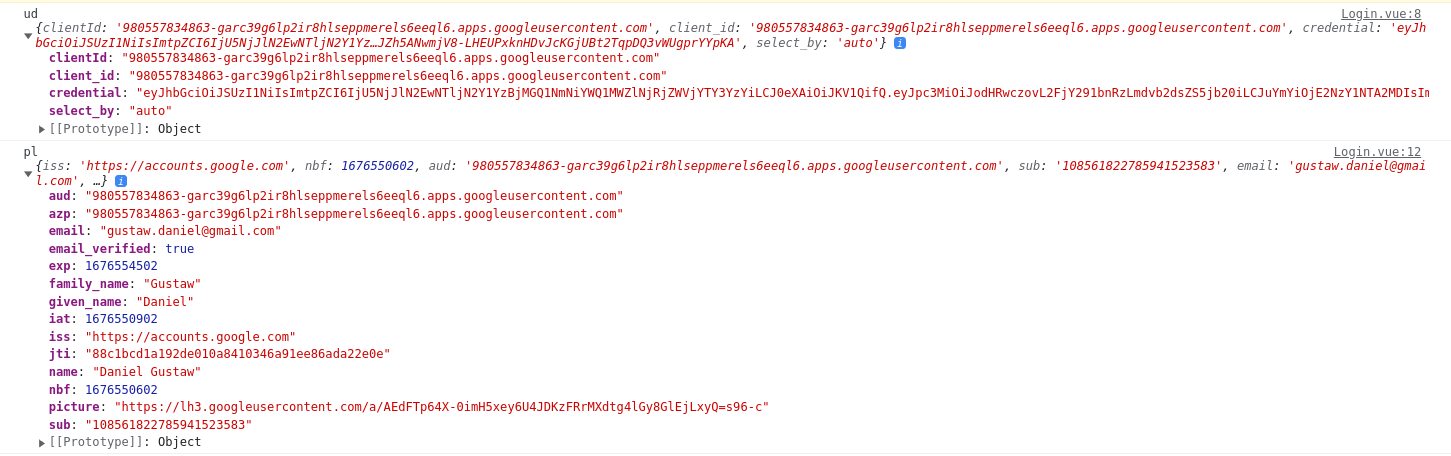 ud Login.vue:8
{clientId: '980557834863-garc39g6lp2ir8hlseppmerels6eeql6.apps.googleusercontent.com', client_id: '980557834863-garc39g6lp2ir8hlseppmerels6eeql6.apps.googleusercontent.com', credential: 'eyJh
bGciOiJSUzI1NiIsImtpZCI6IjU5NjJlN2EwNTljN2Y1Yz…JZh5ANwmjV8-LHEUPxknHDvJcKGjUBt2TqpDQ3vWUgprYYpKA', select_by: 'auto'} i
clientId: "980557834863-garc39g6lp2ir8hlseppmerels6eeql6.apps.googleusercontent.com"
client_id: "980557834863-garc39g6lp2ir8hlseppmerels6eeql6.apps.googleusercontent.com"
credential: "eyJhbGciOiJSUzI1NiIsImtpZCI6IjU5NjJlN2EwNTljN2Y1YzBjMGQ1NmNiYWQ1MWZlNjRjZWVjYTY3YzYiLCJ0eXAiOiJKV1QifQ.eyJpc3MiOiJodHRwczovL2FjY291bnRzLmdvb2dsZS5jb20iLCJuYmYiOjE2NzY1NTA2MDIsIm
select_by: "auto"
[[Prototype]]: Object
pl Login.vue:12
{iss: 'https://accounts.google.com', nbf: 1676550602, aud: '980557834863-garc39g6lp2ir8hlseppmerels6eeql6.apps.googleusercontent.com', sub: '108561822785941523583', email: 'gustaw.daniel@gmai
l.com', …} i
aud: "980557834863-garc39g6lp2ir8hlseppmerels6eeql6.apps.googleusercontent.com"
azp: "980557834863-garc39g6lp2ir8hlseppmerels6eeql6.apps.googleusercontent.com"
email: "gustaw.daniel@gmail.com"
email_verified: true
exp: 1676554502
family_name: "Gustaw"
given_name: "Daniel"
iat: 1676550902
iss: "https://accounts.google.com"
jti: "88c1bcd1a192de010a8410346a91ee86ada22e0e"
name: "Daniel Gustaw"
nbf: 1676550602
picture: "https://lh3.googleusercontent.com/a/AEdFTp64X-0imH5xey6U4JDKzFRrMXdtg4lGy8GlEjLxyQ=s96-c"
sub: "108561822785941523583"
[[Prototype]]: Object